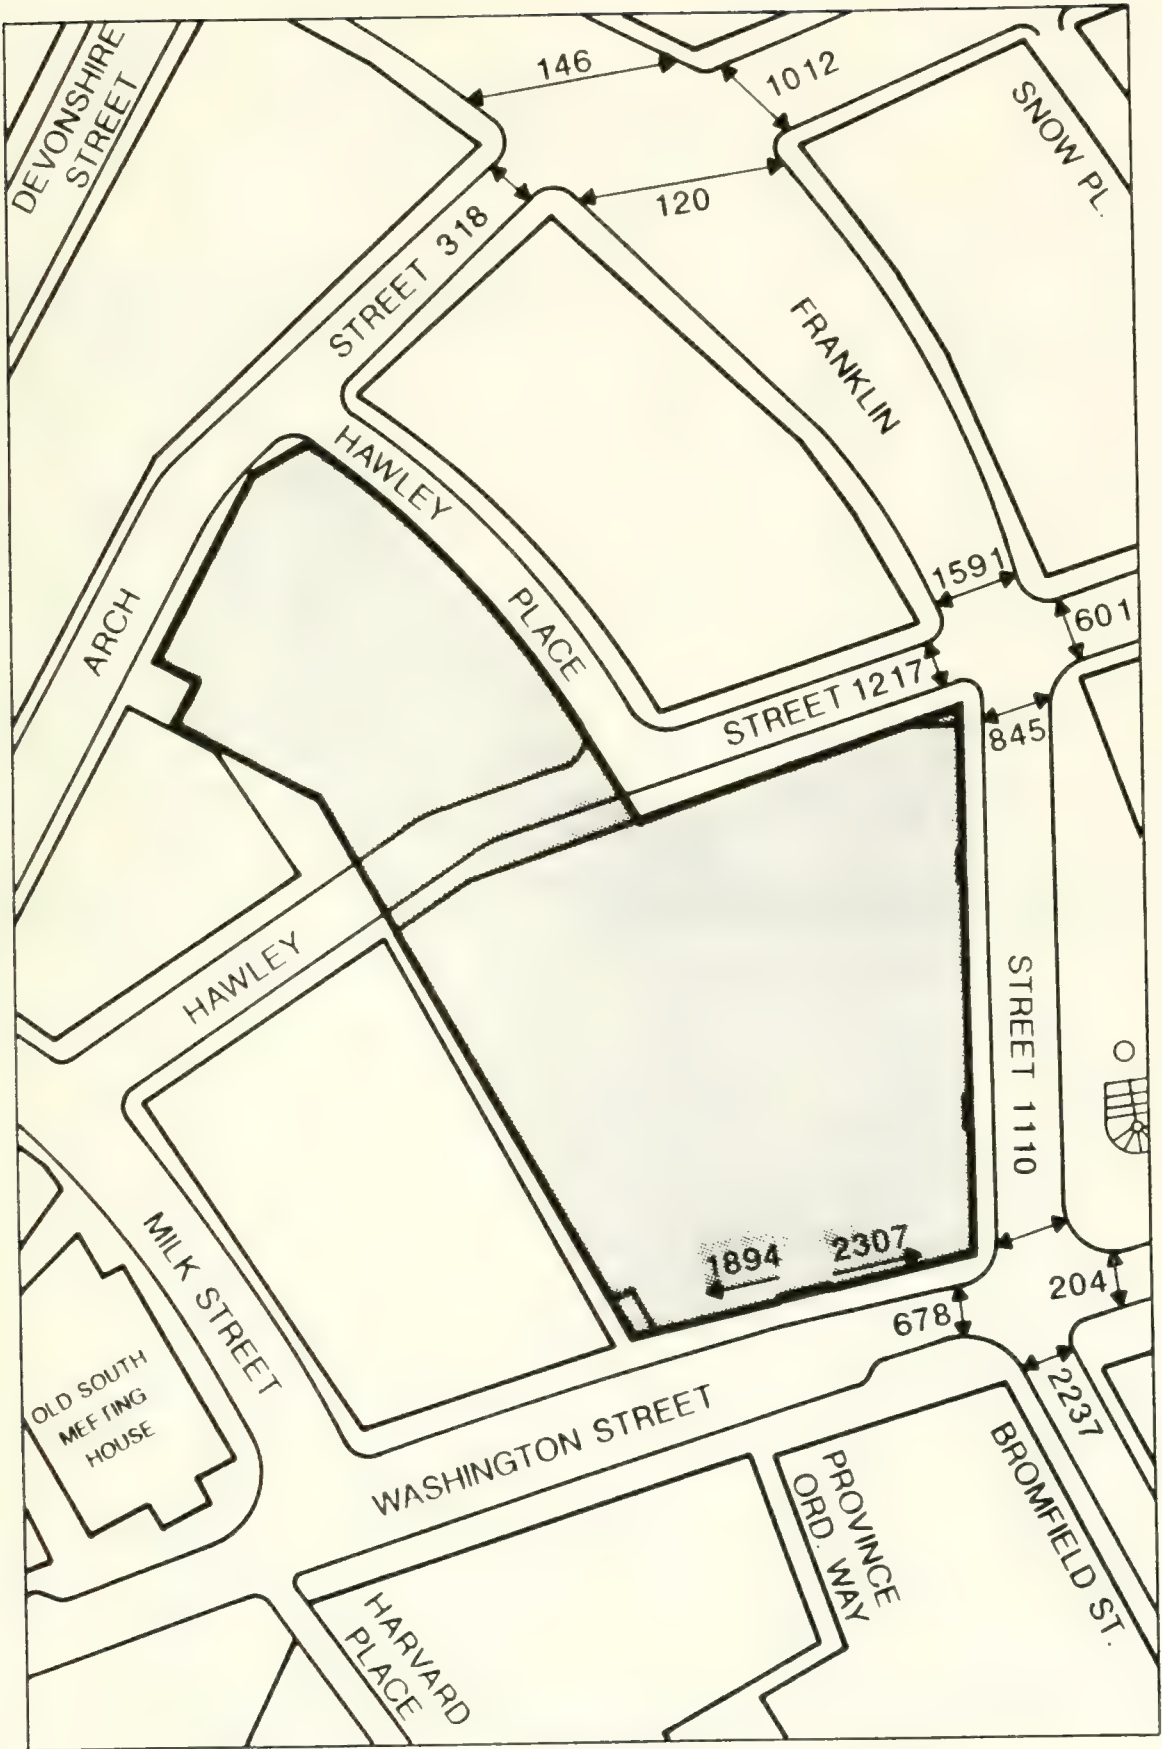 DEVONSHIRE
STREET
146
1012
SNOW PL.
120
STREET 318
FRANKLIN
HAWLEY
PLACE
ARCH
1591
601
STREET 1217
845
HAWLEY
STREET 1110
MILK STREET
1894
2307
204
678
2237
OLD SOUTH
MEETING
HOUSE
WASHINGTON STREET
PROVINCE
ORD. WAY
BROMFIELD ST.
HARVARD
PLACE